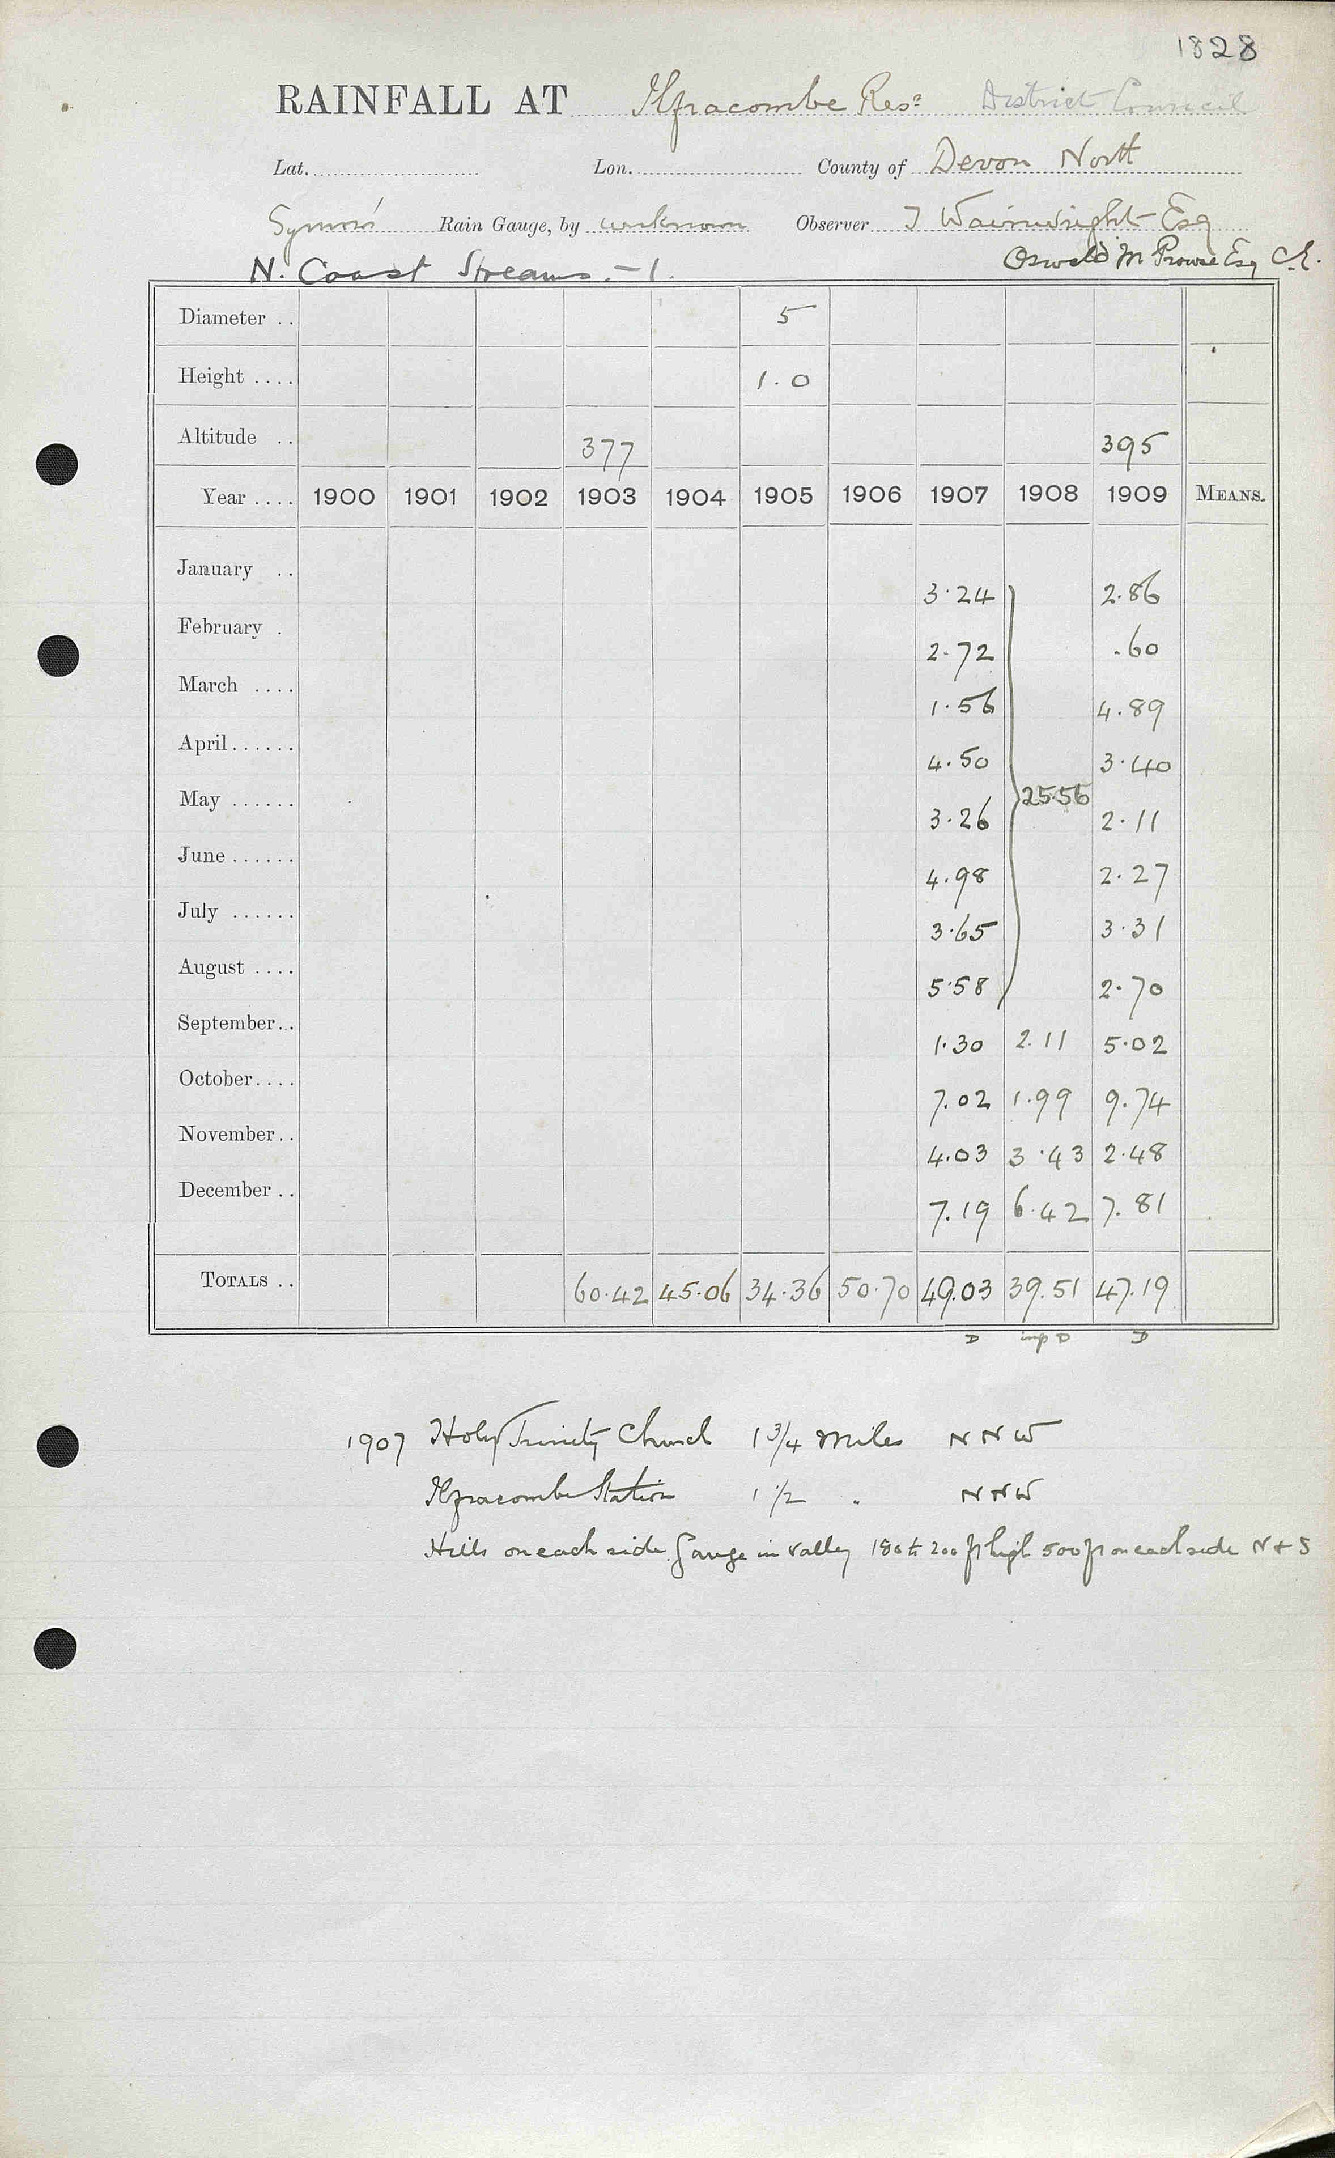 1828
RAINFALL AT Ilfracombe Resr District Council
Lat. Lon. County of Devon North
Symons' Rain Gauge, by unknown Observer J Wainwright Esq
N. Coast Streams.-1. Oswald M Prowse Esq C.E.
Diameter .. 5
Height .... 1.0
Altitude .. 377 395
Year .... 1900 1901 1902 1903 1904 1905 1906 1907 1908 1909 MEANS.
January .. 3.24 2.86
February . 2.72 .60
March .... 1.56 4.89
April ...... 4.50 3.40
May ...... 3.26 25.56 2.11
June ...... 4.98 2.27
July ...... 3.65 3.31
August .... 5.58 2.70
September.. 1.30 2.11 5.02
October.... 7.02 1.99 9.74
November.. 4.03 3.43 2.48
December .. 7.19 6.42 7.81
TOTALS .. 60.42 45.06 34.36 50.70 49.03 39.51 47.19
D imp D D
1907 Holy Trinity Church 1 3/4 Miles NNW
Ilfracombe Station 1 1/2 " NNW
Hills on each side. Gauge in valley 180 to 200 ft high 500 ft on each side N + S